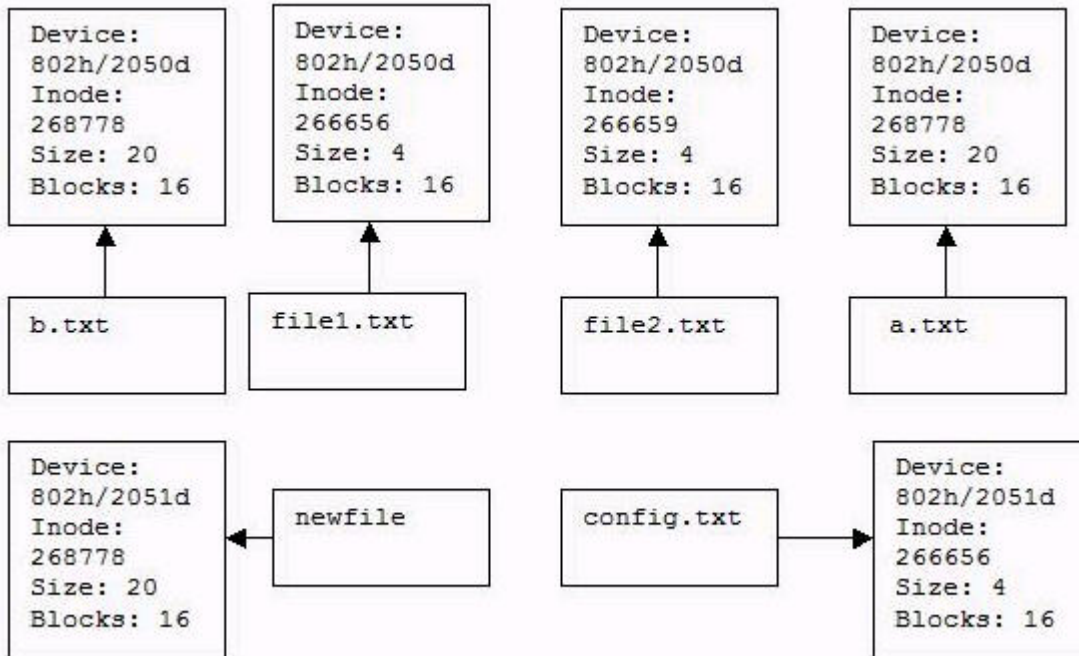 Device:
802h/2050d
Inode:
268778
Size: 20
Blocks: 16
Device:
802h/2050d
Inode:
266656
Size: 4
Blocks: 16
Device:
802h/2050d
Inode:
266659
Size: 4
Blocks: 16
Device:
802h/2050d
Inode:
268778
Size: 20
Blocks: 16
b.txt
file1.txt
file2.txt
a.txt
Device:
802h/2051d
Inode:
268778
Size: 20
Blocks: 16
newfile
config.txt
Device:
802h/2051d
Inode:
266656
Size: 4
Blocks: 16